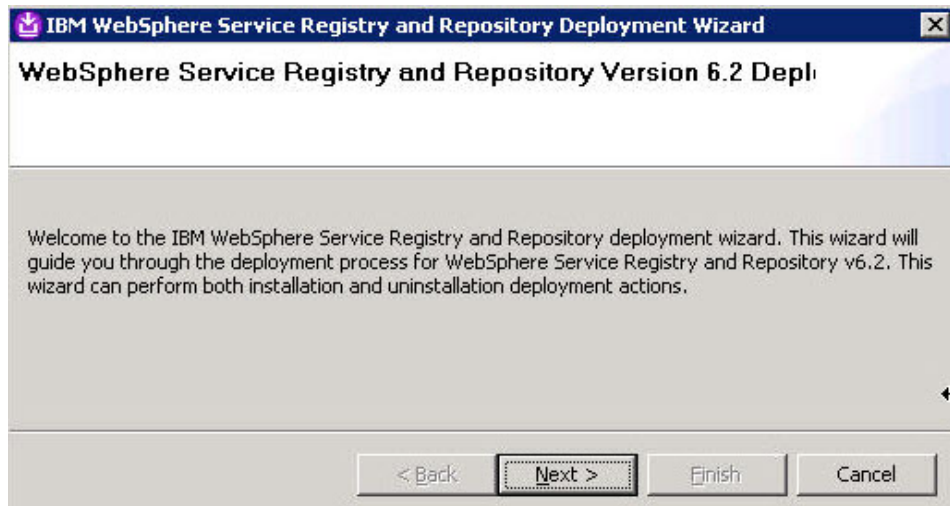 IBM WebSphere Service Registry and Repository Deployment Wizard
WebSphere Service Registry and Repository Version 6.2 Depl
Welcome to the IBM WebSphere Service Registry and Repository deployment wizard. This wizard will
guide you through the deployment process for WebSphere Service Registry and Repository v6.2. This
wizard can perform both installation and uninstallation deployment actions.
< Back Next > Finish Cancel